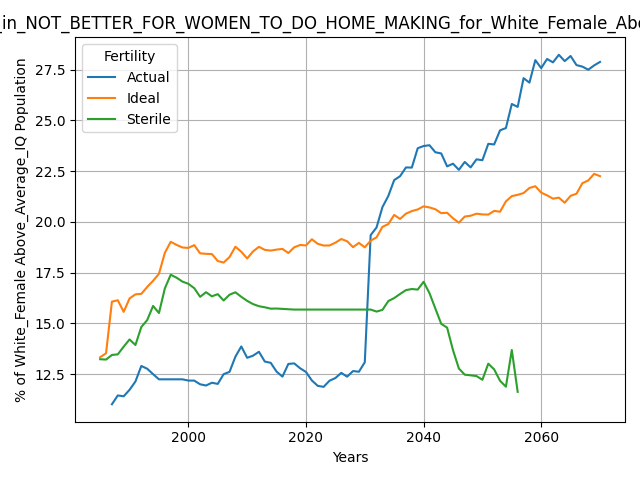 _in_NOT_BETTER_FOR_WOMEN_TO_DO_HOME_MAKING_for_White_Female_Abo
Fertility
Actual
Ideal
Sterile
% of White_Female Above_Average_IQ Population
27.5
25.0
22.5
20.0
17.5
15.0
12.5
2000
2020
2040
2060
Years